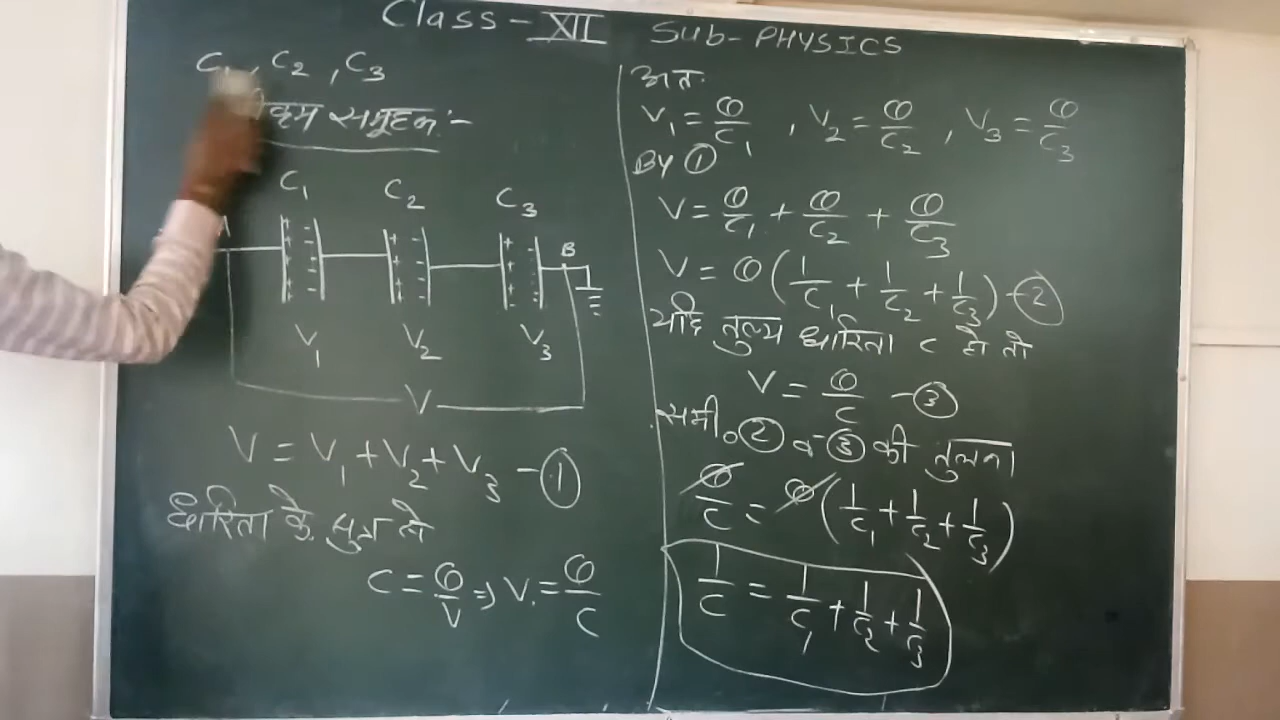 Class - XII Sub- PHYSICS
C₁, C₂, C₃
क्रम समूहन :-
C₁ C₂ C₃
A B
V₁ V₂ V₃
V
V = V₁ + V₂ + V₃ - ①
धारिता के सूत्र से
C = Q/V ⇒ V = Q/C
अतः
V₁ = Q/C₁ , V₂ = Q/C₂ , V₃ = Q/C₃
BY ①
V = Q/C₁ + Q/C₂ + Q/C₃
V = Q(1/C₁ + 1/C₂ + 1/C₃) - ②
यदि तुल्य धारिता C हो तो
V = Q/C - ③
समी० ② व ③ की तुलना
Q/C = Q(1/C₁ + 1/C₂ + 1/C₃)
1/C = 1/C₁ + 1/C₂ + 1/C₃